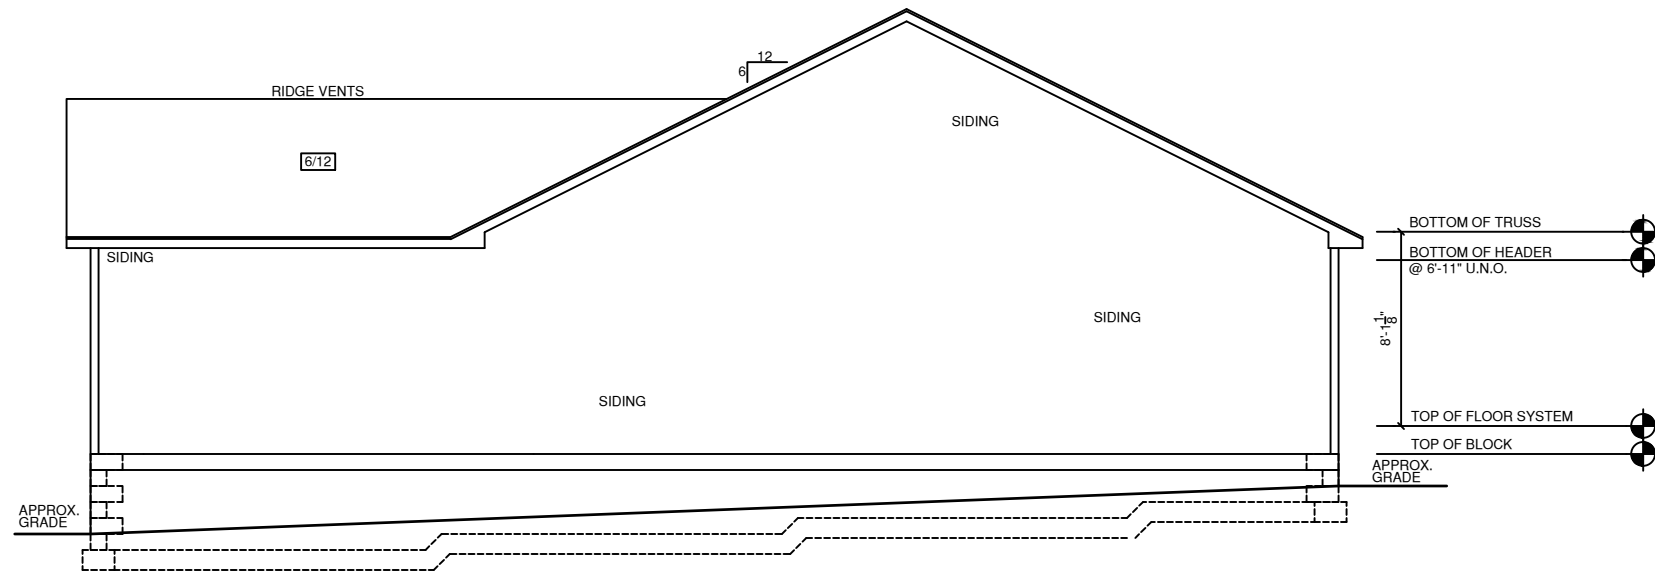 12
6
RIDGE VENTS
SIDING
6/12
BOTTOM OF TRUSS
SIDING
BOTTOM OF HEADER
@ 6'-11" U.N.O.
SIDING
8'-1 1/8"
SIDING
TOP OF FLOOR SYSTEM
TOP OF BLOCK
APPROX.
GRADE
APPROX.
GRADE